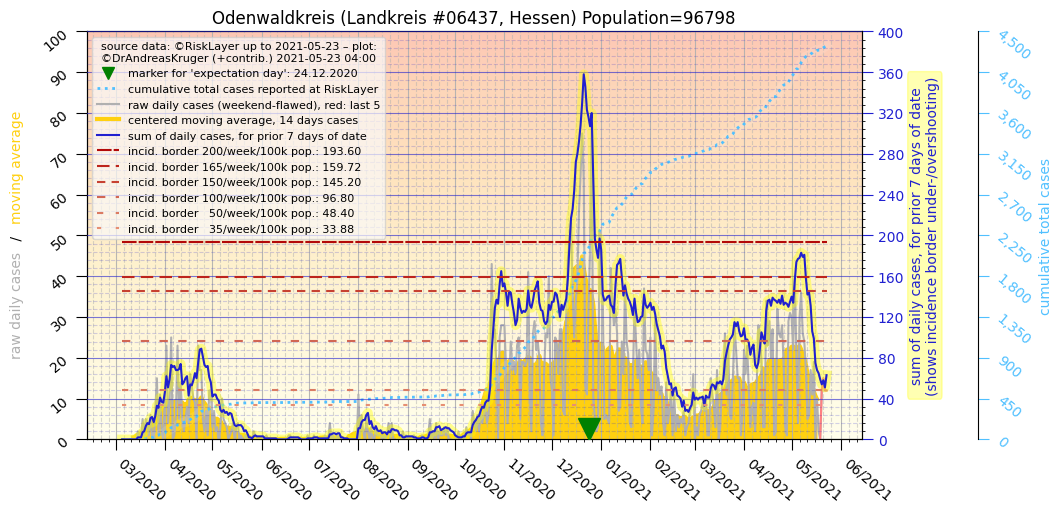 Odenwaldkreis (Landkreis #06437, Hessen) Population=96798
source data: ©RiskLayer up to 2021-05-23 – plot:
©DrAndreasKruger (+contrib.) 2021-05-23 04:00
marker for 'expectation day': 24.12.2020
cumulative total cases reported at RiskLayer
raw daily cases (weekend-flawed), red: last 5
centered moving average, 14 days cases
sum of daily cases, for prior 7 days of date
incid. border 200/week/100k pop.: 193.60
incid. border 165/week/100k pop.: 159.72
incid. border 150/week/100k pop.: 145.20
incid. border 100/week/100k pop.: 96.80
incid. border   50/week/100k pop.: 48.40
incid. border   35/week/100k pop.: 33.88
raw daily cases  /  moving average
100
90
80
70
60
50
40
30
20
10
0
03/2020
04/2020
05/2020
06/2020
07/2020
08/2020
09/2020
10/2020
11/2020
12/2020
01/2021
02/2021
03/2021
04/2021
05/2021
06/2021
400
360
320
280
240
200
160
120
80
40
0
sum of daily cases, for prior 7 days of date
(shows incidence border under-/overshooting)
4,500
4,050
3,600
3,150
2,700
2,250
1,800
1,350
900
450
0
cumulative total cases